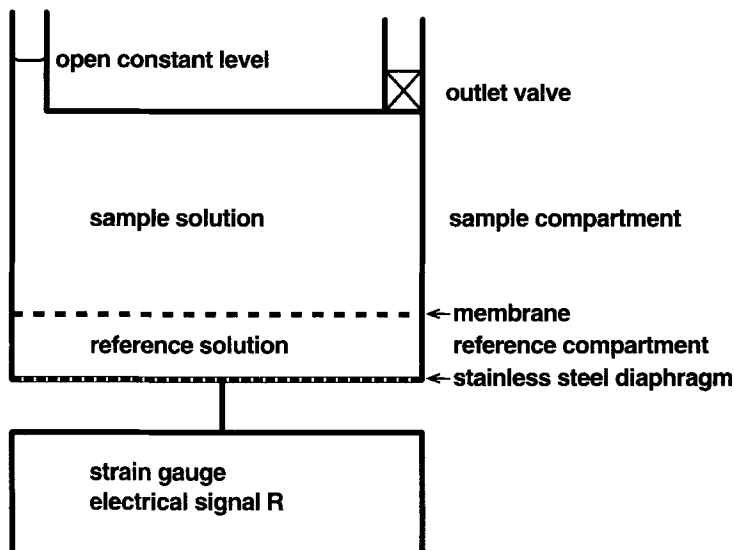 open constant level
outlet valve
sample solution
sample compartment
membrane
reference solution
reference compartment
stainless steel diaphragm
strain gauge
electrical signal R